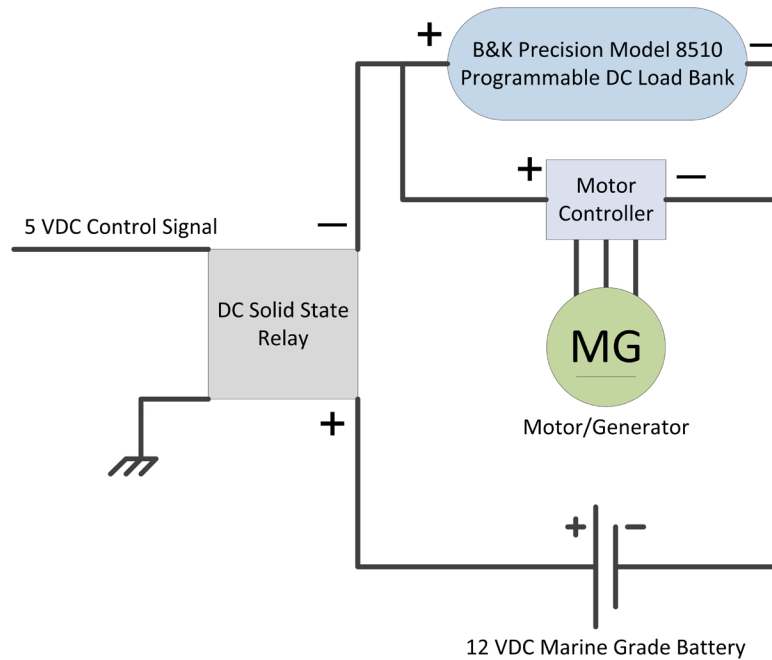 +
B&K Precision Model 8510
Programmable DC Load Bank
—
+
Motor
Controller
—
5 VDC Control Signal
—
DC Solid State
Relay
MG
+
Motor/Generator
+
−
12 VDC Marine Grade Battery